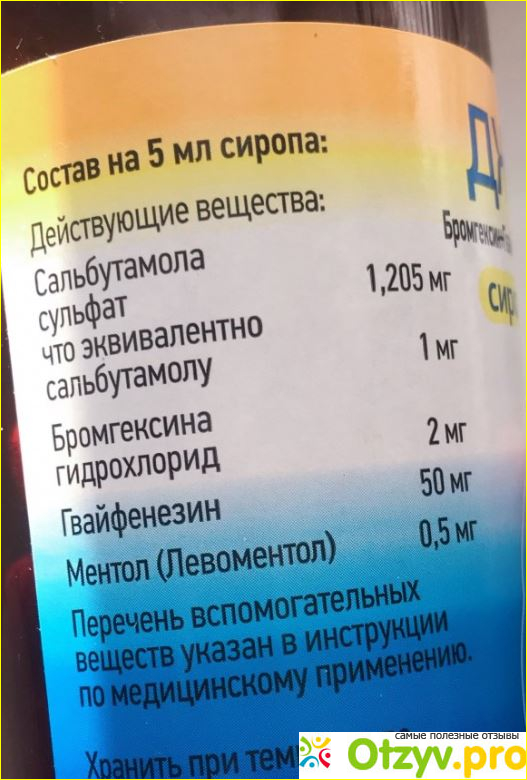 Состав на 5 мл сиропа:
Действующие вещества:
Сальбутамола
сульфат 1,205 мг
что эквивалентно
сальбутамолу 1 мг
Бромгексина
гидрохлорид 2 мг
Гвайфенезин 50 мг
Ментол (Левоментол) 0,5 мг
Перечень вспомогательных
веществ указан в инструкции
по медицинскому применению.
Хранить при
самые полезные отзывы
Otzyv.pro